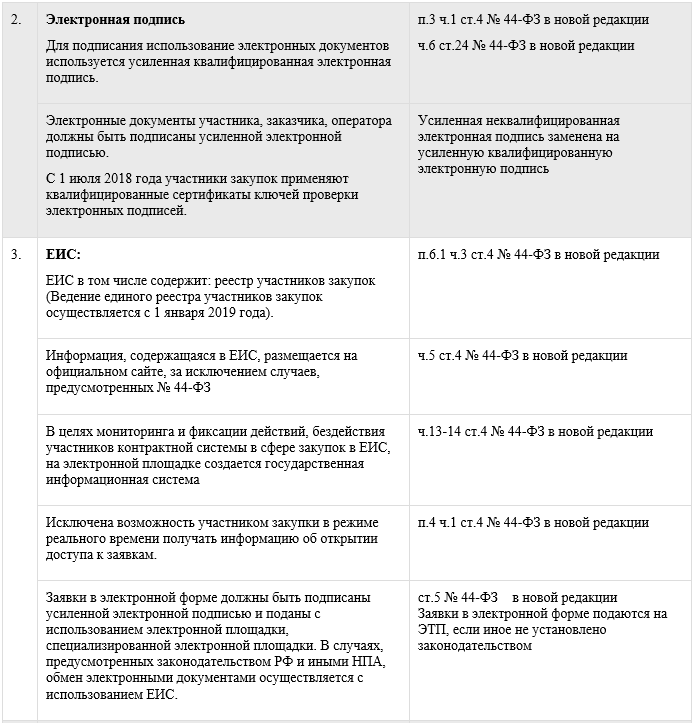 2.
Электронная подпись
Для подписания использование электронных документов
используется усиленная квалифицированная электронная
подпись.
п.3 ч.1 ст.4 № 44-ФЗ в новой редакции
ч.6 ст.24 № 44-ФЗ в новой редакции
Электронные документы участника, заказчика, оператора
должны быть подписаны усиленной электронной
подписью.
С 1 июля 2018 года участники закупок применяют
квалифицированные сертификаты ключей проверки
электронных подписей.
Усиленная неквалифицированная
электронная подпись заменена на
усиленную квалифицированную
электронную подпись
3.
ЕИС:
ЕИС в том числе содержит: реестр участников закупок
(Ведение единого реестра участников закупок
осуществляется с 1 января 2019 года).
п.6.1 ч.3 ст.4 № 44-ФЗ в новой редакции
Информация, содержащаяся в ЕИС, размещается на
официальном сайте, за исключением случаев,
предусмотренных № 44-ФЗ
ч.5 ст.4 № 44-ФЗ в новой редакции
В целях мониторинга и фиксации действий, бездействия
участников контрактной системы в сфере закупок в ЕИС,
на электронной площадке создается государственная
информационная система
ч.13-14 ст.4 № 44-ФЗ в новой редакции
Исключена возможность участником закупки в режиме
реального времени получать информацию об открытии
доступа к заявкам.
п.4 ч.1 ст.4 № 44-ФЗ в новой редакции
Заявки в электронной форме должны быть подписаны
усиленной электронной подписью и поданы с
использованием электронной площадки,
специализированной электронной площадки. В случаях,
предусмотренных законодательством РФ и иными НПА,
обмен электронными документами осуществляется с
использованием ЕИС.
ст.5 № 44-ФЗ в новой редакции
Заявки в электронной форме подаются на
ЭТП, если иное не установлено
законодательством